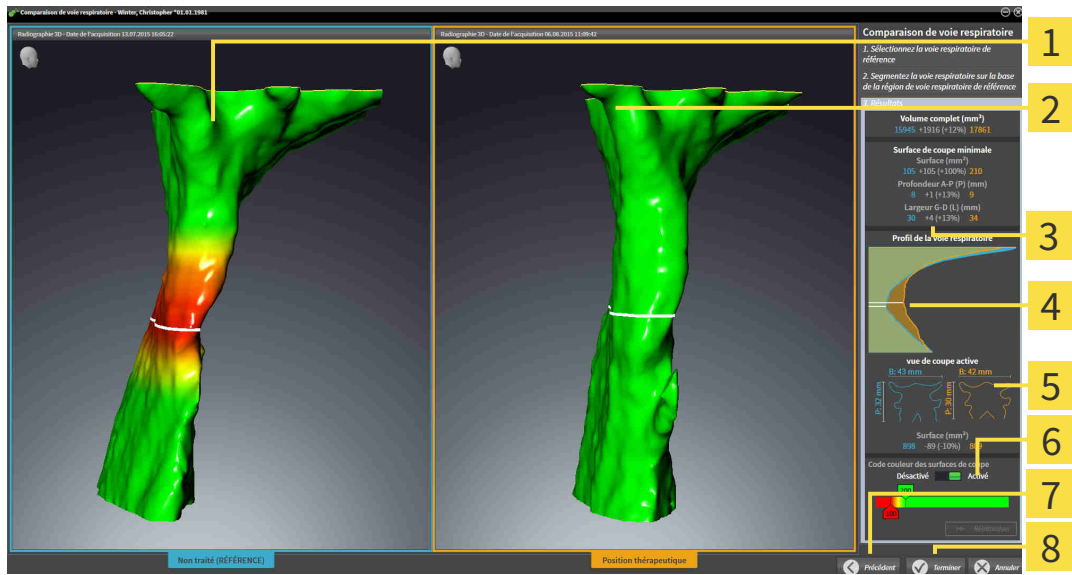 Comparaison de voie respiratoire - Winter, Christopher *01.01.1981
Radiographie 3D - Date de l'acquisition 13.07.2015 16:05:22
Radiographie 3D - Date de l'acquisition 06.08.2015 11:09:42
Comparaison de voie respiratoire
1. Sélectionnez la voie respiratoire de
référence
2. Segmentez la voie respiratoire sur la base
de la région de voie respiratoire de référence
3. Résultats
Volume complet (mm³)
15945 +1916 (+12%) 17861
Surface de coupe minimale
Surface (mm²)
105 +105 (+100%) 210
Profondeur A-P (P) (mm)
8 +1 (+13%) 9
Largeur G-D (L) (mm)
30 +4 (+13%) 34
Profil de la voie respiratoire
vue de coupe active
B: 43 mm
B: 42 mm
P: 32 mm
P: 30 mm
Surface (mm²)
898 -89 (-10%)
Code couleur des surfaces de coupe
Désactivé
Activé
200
100
Réinitialiser
Non traité (RÉFÉRENCE)
Position thérapeutique
Précédent
Terminer
Annuler
1
2
3
4
5
6
7
8